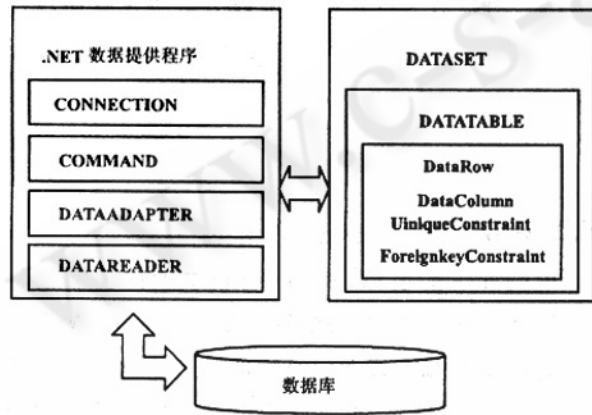 .NET 数据提供程序
CONNECTION
COMMAND
DATAADAPTER
DATAREADER
DATASET
DATATABLE
DataRow
DataColumn
UiniqueConstraint
ForeignkeyConstraint
数据库
www.c-s-a